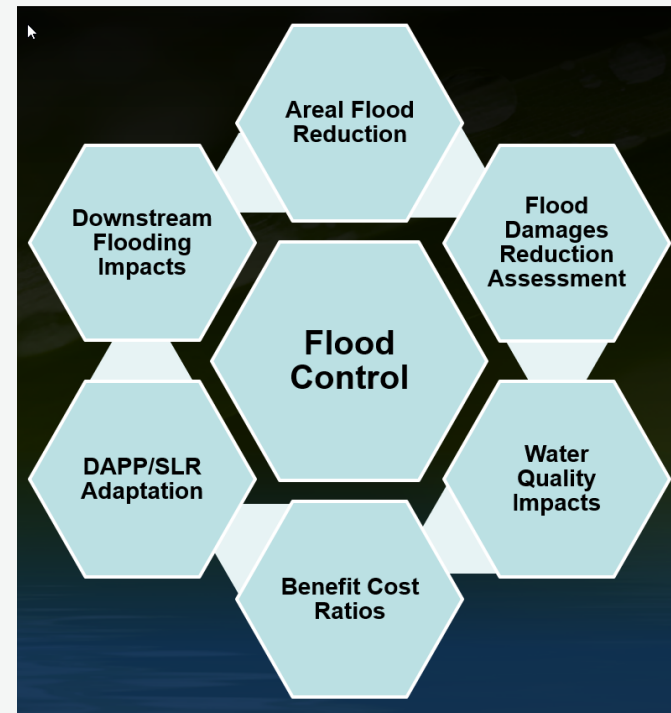 Areal Flood
Reduction
Flood
Damages
Reduction
Assessment
Water
Quality
Impacts
Benefit Cost
Ratios
DAPP/SLR
Adaptation
Downstream
Flooding
Impacts
Flood
Control